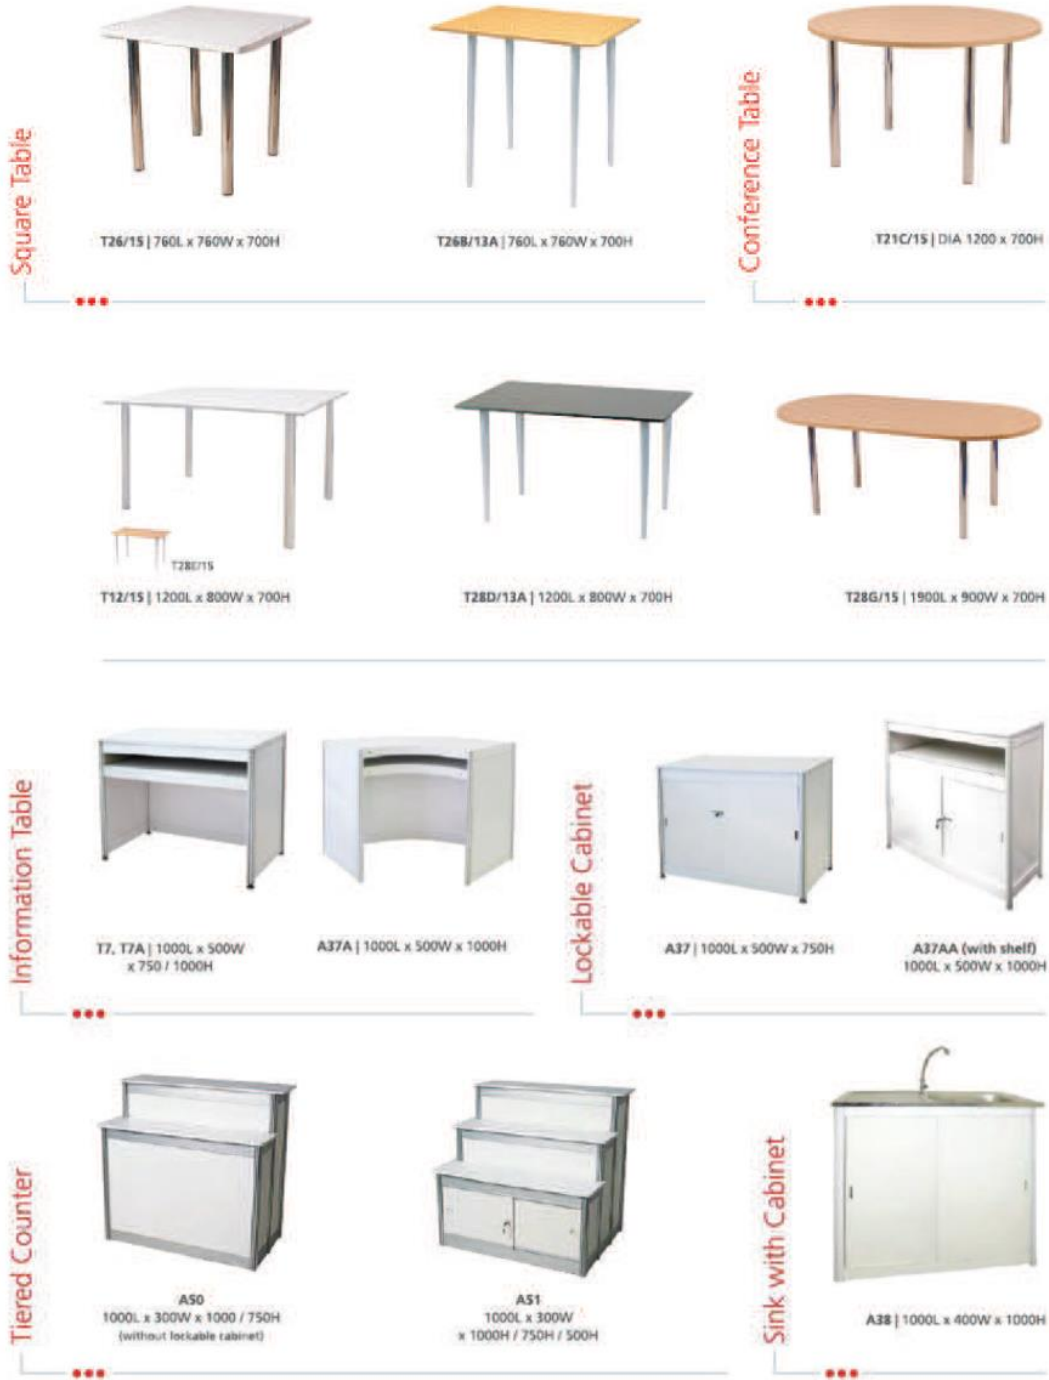 Square Table
T26/15 | 760L x 760W x 700H
T26B/13A | 760L x 760W x 700H
Conference Table
T21C/15 | DIA 1200 x 700H
T28E/15
T12/15 | 1200L x 800W x 700H
T28D/13A | 1200L x 800W x 700H
T28G/15 | 1900L x 900W x 700H
Information Table
T7, T7A | 1000L x 500W
x 750 / 1000H
A37A | 1000L x 500W x 1000H
Lockable Cabinet
A37 | 1000L x 500W x 750H
A37AA (with shelf)
1000L x 500W x 1000H
Tiered Counter
A50
1000L x 300W x 1000 / 750H
(without lockable cabinet)
A51
1000L x 300W
x 1000H / 750H / 500H
Sink with Cabinet
A38 | 1000L x 400W x 1000H